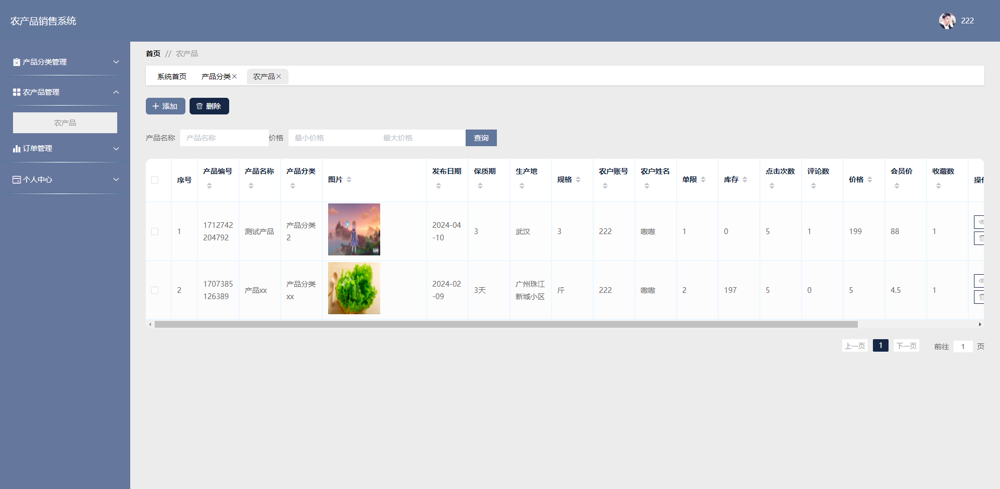 农产品销售系统
222
产品分类管理
农产品管理
农产品
订单管理
个人中心
首页 // 农产品
系统首页 产品分类 农产品
添加 删除
产品名称 产品名称 价格 最小价格 最大价格 查询
序号 产品编号 产品名称 产品分类 图片 发布日期 保质期 生产地 规格 农户账号 农户姓名 单限 库存 点击次数 评论数 价格 会员价 收藏数
1 1712742204792 测试产品 产品分类2 2024-04-10 3 武汉 3 222 嗷嗷 1 0 5 1 199 88 1
2 1707385126389 产品xx 产品分类xx 2024-02-09 3天 广州珠江新城小区 斤 222 嗷嗷 2 197 5 0 5 4.5 1
上一页 1 下一页 前往 1 页